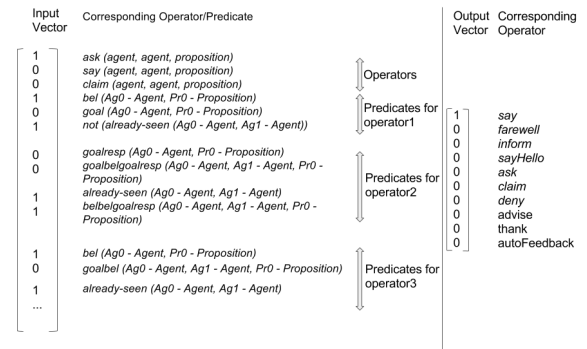 Input Vector
Corresponding Operator/Predicate
1 ask (agent, agent, proposition)
0 say (agent, agent, proposition)
0 claim (agent, agent, proposition)
Operators
1 bel (Ag0 - Agent, Pr0 - Proposition)
0 goal (Ag0 - Agent, Pr0 - Proposition)
1 not (already-seen (Ag0 - Agent, Ag1 - Agent))
Predicates for
operator1
0 goalresp (Ag0 - Agent, Pr0 - Proposition)
0 goalbelgoalresp (Ag0 - Agent, Ag1 - Agent, Pr0 -
Proposition)
1 already-seen (Ag0 - Agent, Ag1 - Agent)
1 belbelgoalresp (Ag0 - Agent, Ag1 - Agent, Pr0 -
Proposition)
Predicates for
operator2
1 bel (Ag0 - Agent, Pr0 - Proposition)
0 goalbel (Ag0 - Agent, Ag1 - Agent, Pr0 - Proposition)
1 already-seen (Ag0 - Agent, Ag1 - Agent)
...
Predicates for
operator3
Output Vector
Corresponding Operator
1 say
0 farewell
0 inform
0 sayHello
0 ask
0 claim
0 deny
0 advise
0 thank
0 autoFeedback